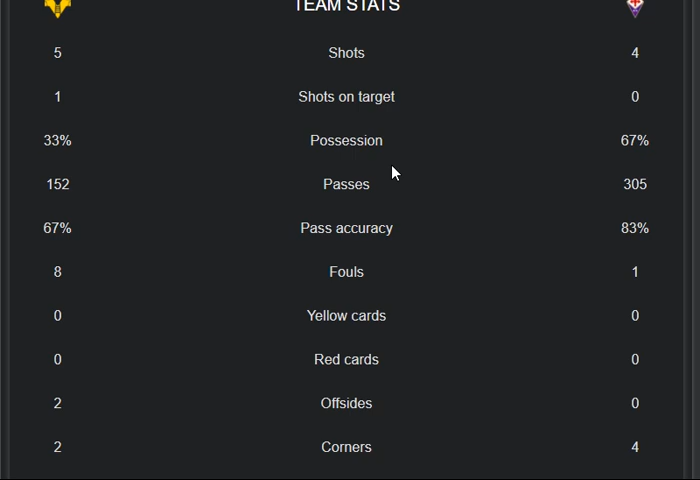 TEAM STATS
5 Shots 4
1 Shots on target 0
33% Possession 67%
152 Passes 305
67% Pass accuracy 83%
8 Fouls 1
0 Yellow cards 0
0 Red cards 0
2 Offsides 0
2 Corners 4